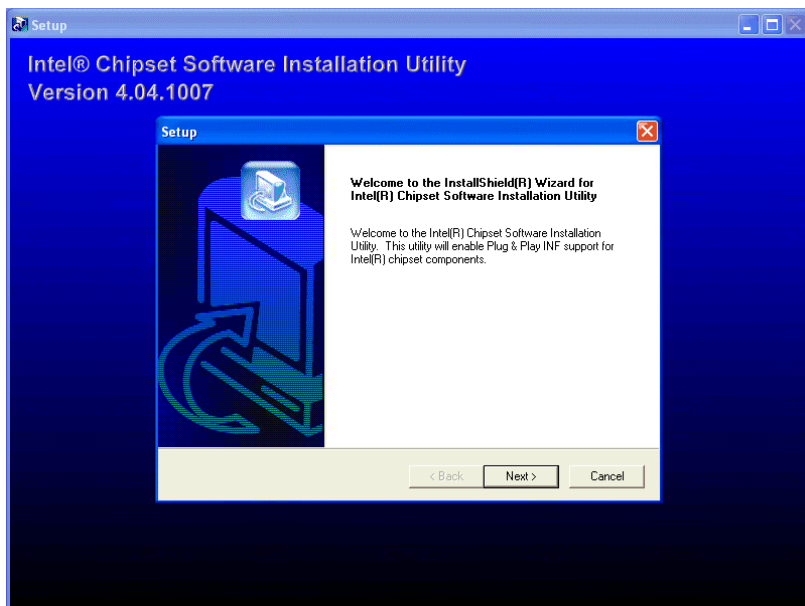 Setup
Intel® Chipset Software Installation Utility
Version 4.04.1007
Setup
Welcome to the InstallShield(R) Wizard for
Intel(R) Chipset Software Installation Utility
Welcome to the Intel(R) Chipset Software Installation
Utility. This utility will enable Plug & Play INF support for
Intel(R) chipset components.
< Back
Next >
Cancel